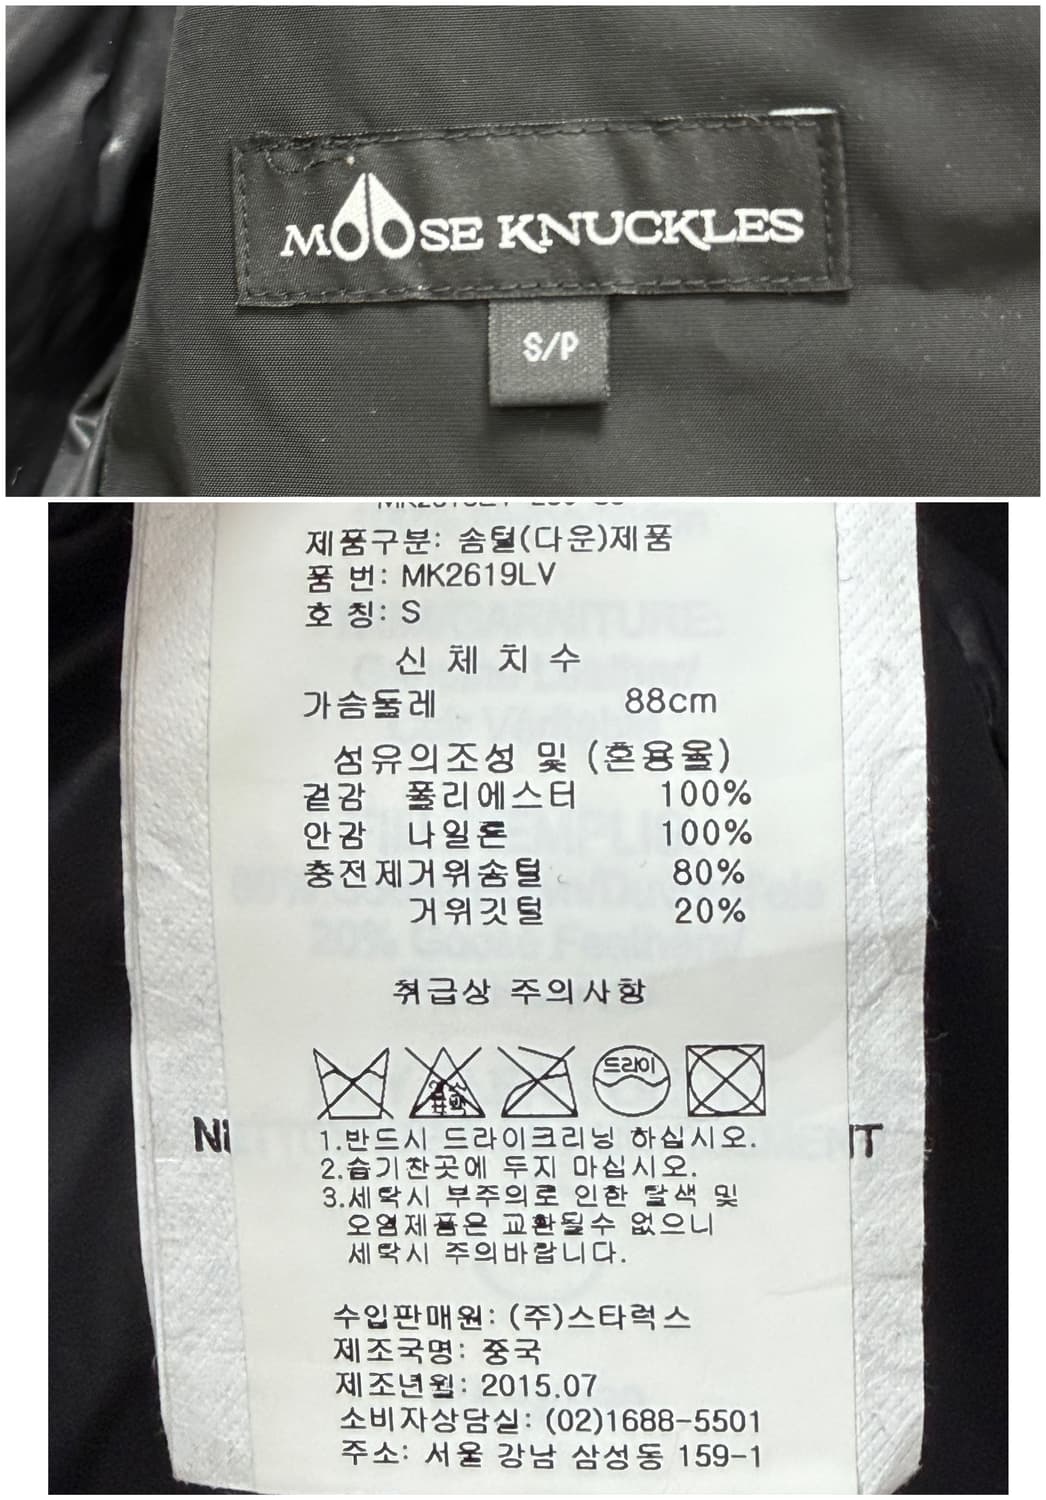 MOOSE KNUCKLES
S/P
제품구분: 솜털(다운)제품
품 번: MK2619LV
호 칭: S
신 체 치 수
가슴둘레 88cm
섬유의조성 및 (혼용율)
겉감 폴리에스터 100%
안감 나일론 100%
충전제거위솜털 80%
거위깃털 20%
취급상 주의사항
드라이
1.반드시 드라이크리닝 하십시오.
2.습기찬곳에 두지 마십시오.
3.세탁시 부주의로 인한 탈색 및
오염제품은 교환될수 없으니
세탁시 주의바랍니다.
수입판매원: (주)스타럭스
제조국명: 중국
제조년월: 2015.07
소비자상담실: (02)1688-5501
주소: 서울 강남 삼성동 159-1